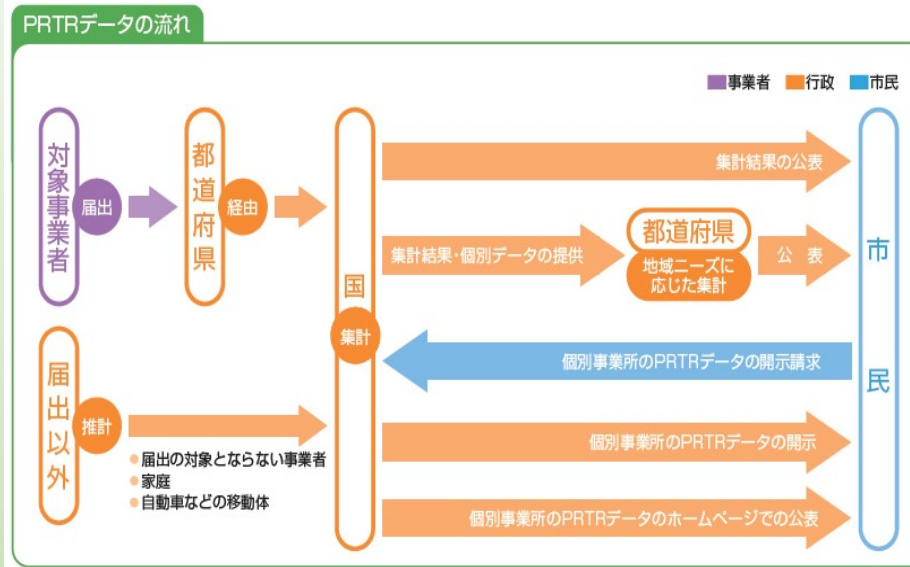 PRTRデータの流れ
事業者 行政 市民
対象事業者
届出
都道府県
経由
国
集計
集計結果の公表
集計結果・個別データの提供
都道府県
地域ニーズに
応じた集計
公 表
市民
個別事業所のPRTRデータの開示請求
届出以外
推計
届出の対象とならない事業者
家庭
自動車などの移動体
個別事業所のPRTRデータの開示
個別事業所のPRTRデータのホームページでの公表